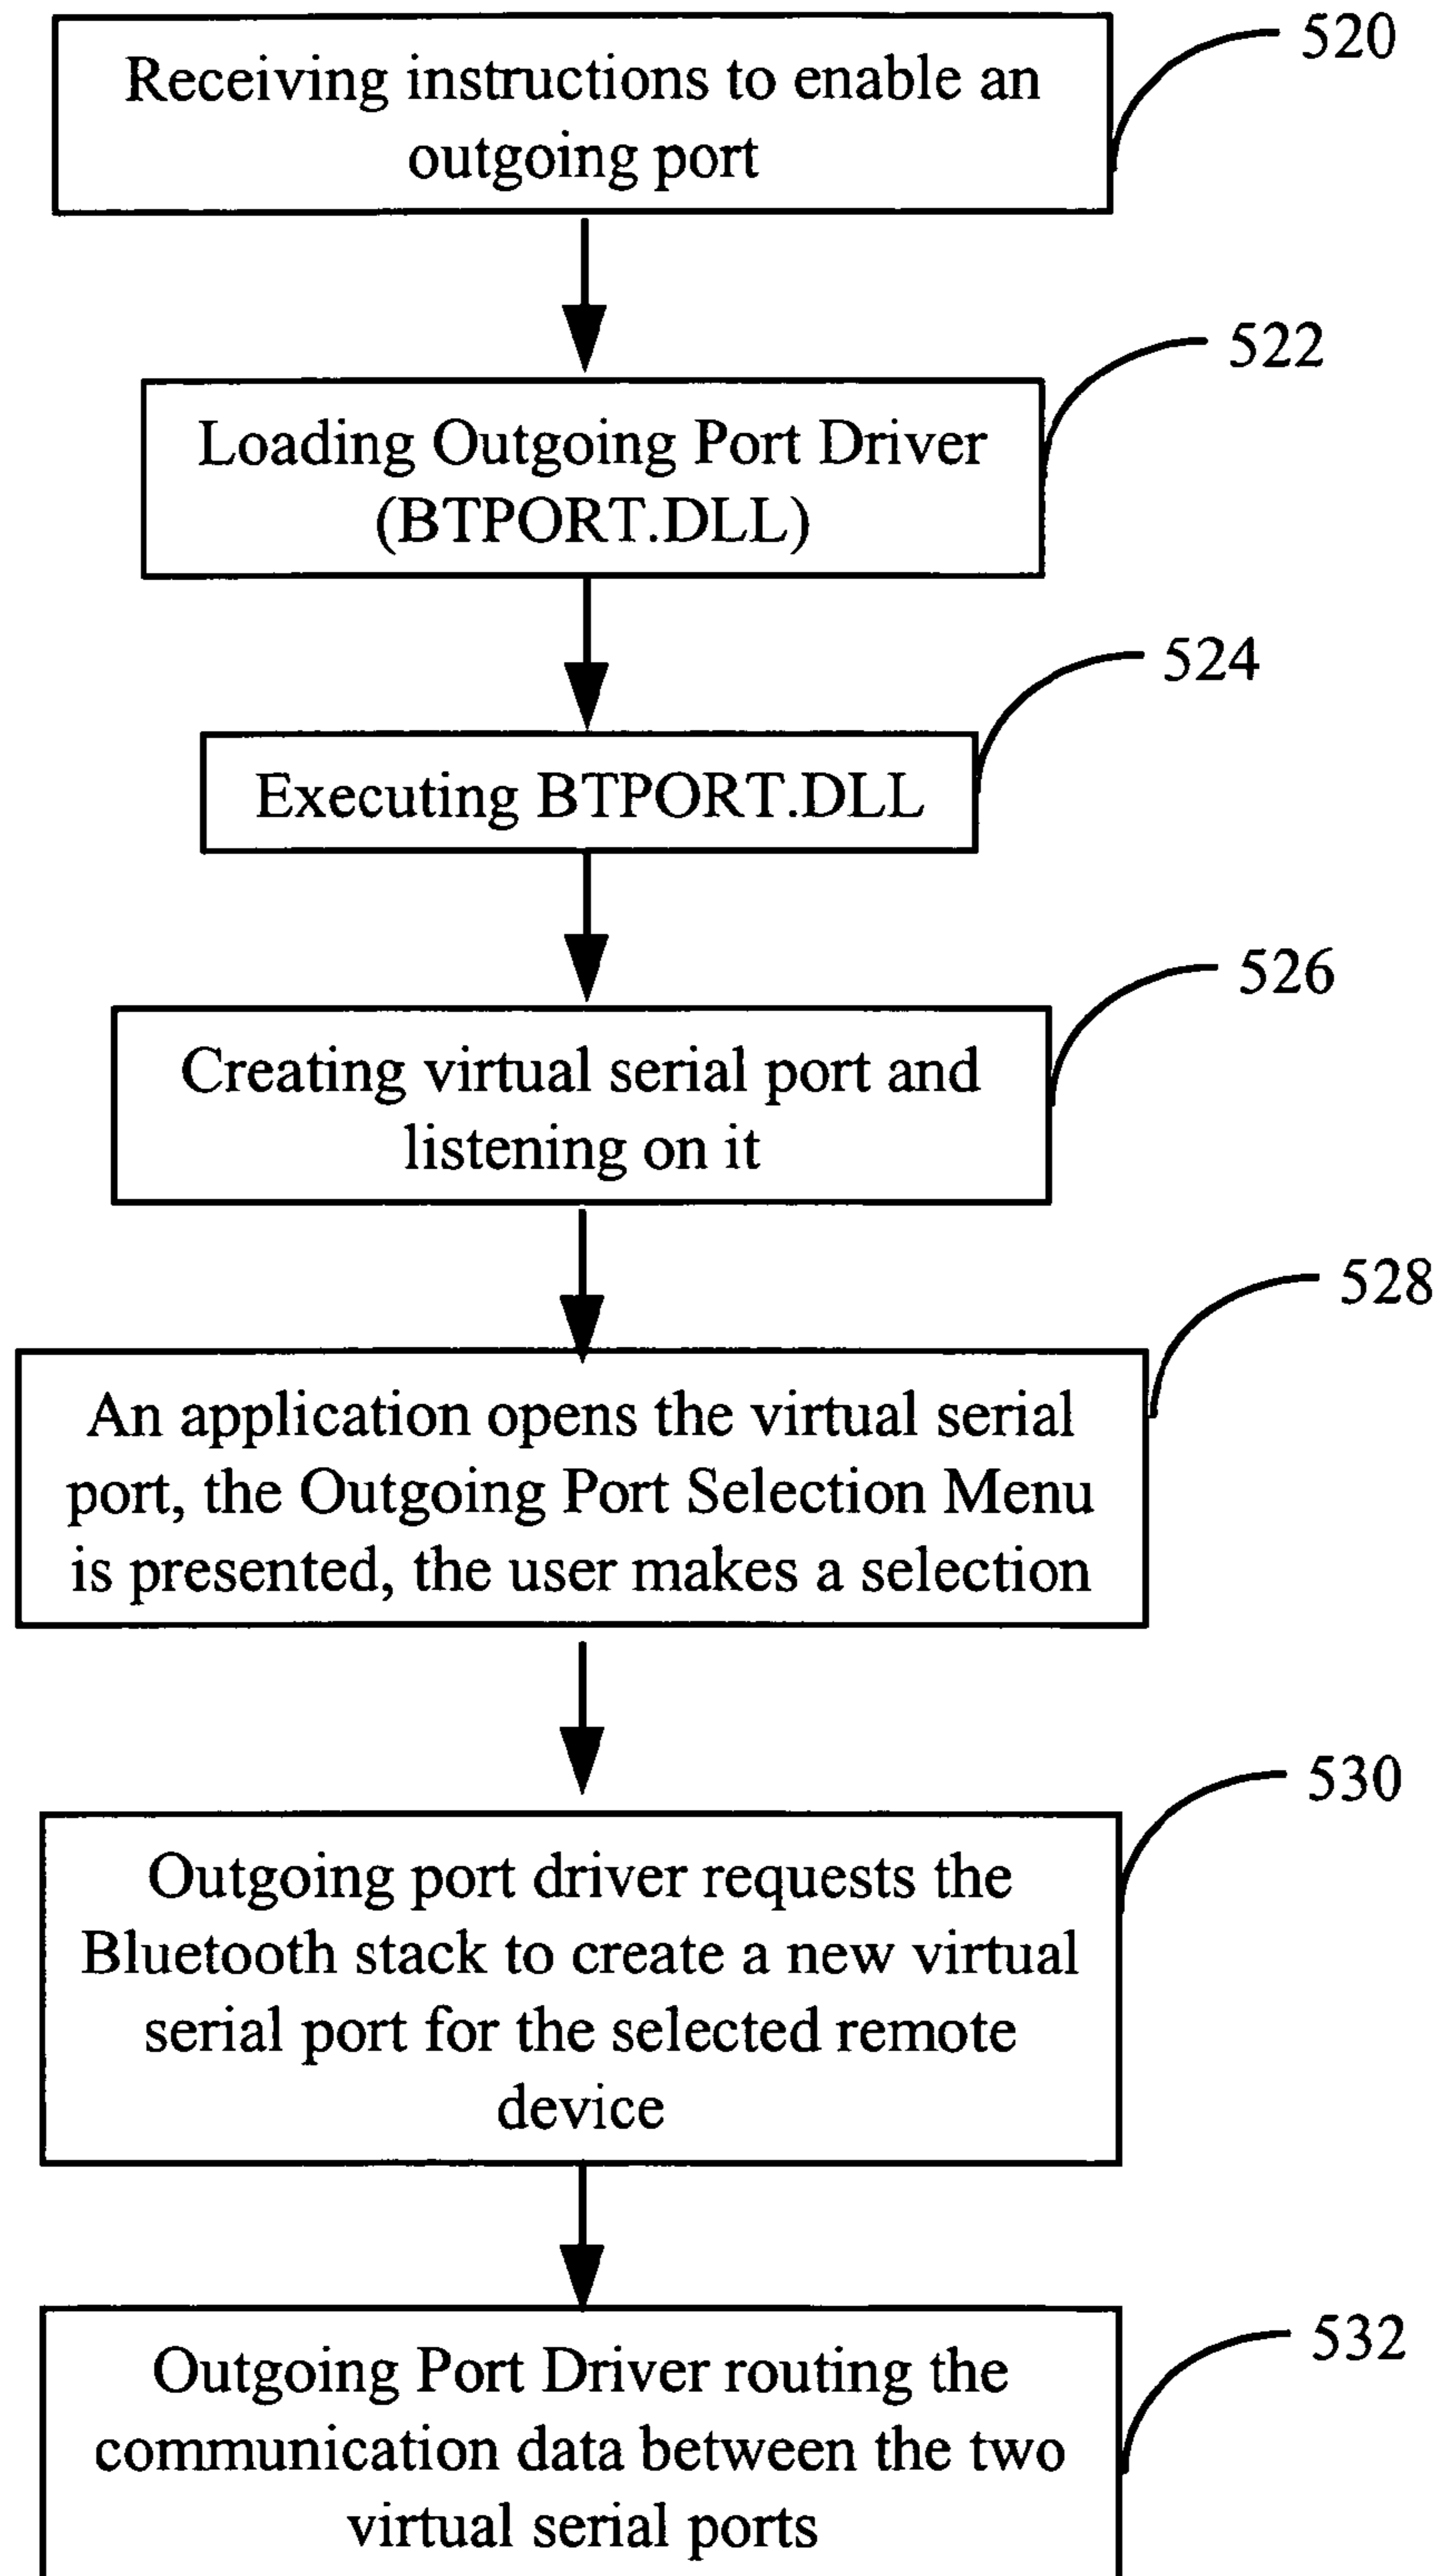 520
Receiving instructions to enable an
outgoing port
522
Loading Outgoing Port Driver
(BTPORT.DLL)
524
Executing BTPORT.DLL
526
Creating virtual serial port and
listening on it
528
An application opens the virtual serial
port, the Outgoing Port Selection Menu
is presented, the user makes a selection
530
Outgoing port driver requests the
Bluetooth stack to create a new virtual
serial port for the selected remote
device
532
Outgoing Port Driver routing the
communication data between the two
virtual serial ports